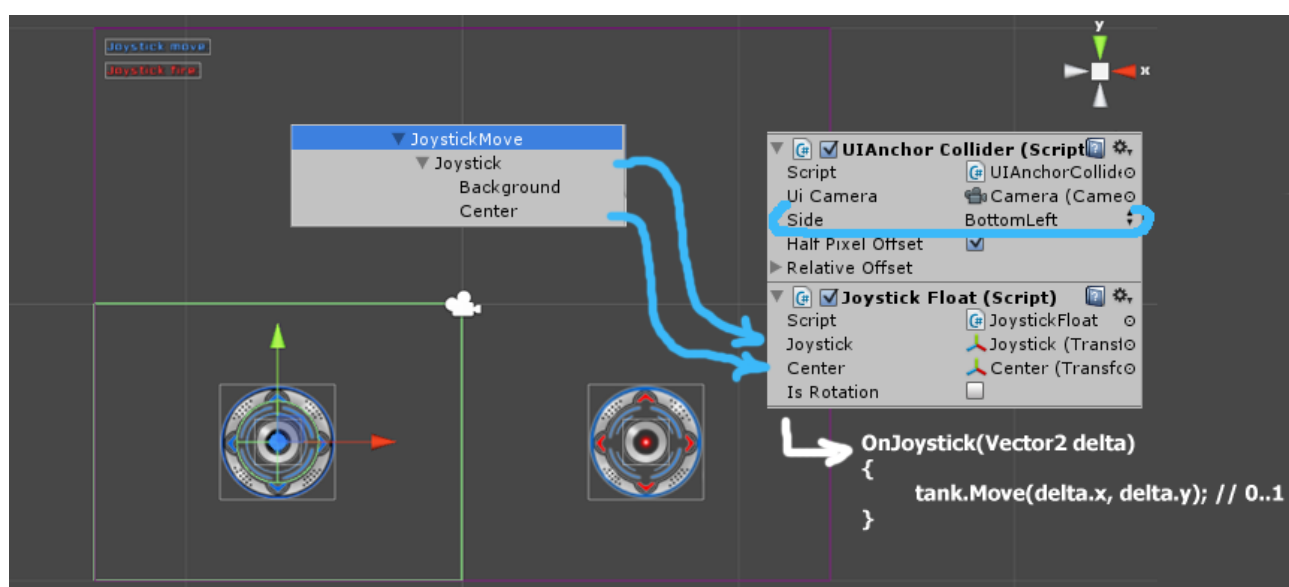 Joystick move
Joystick fire
y
x
JoystickMove
Joystick
Background
Center
UIAnchor Collider (Script
Script UIAnchorCollide
Ui Camera Camera (Came
Side BottomLeft
Half Pixel Offset
Relative Offset
Joystick Float (Script)
Script JoystickFloat
Joystick Joystick (Transf
Center Center (Transfo
Is Rotation
OnJoystick(Vector2 delta)
{
tank.Move(delta.x, delta.y); // 0..1
}